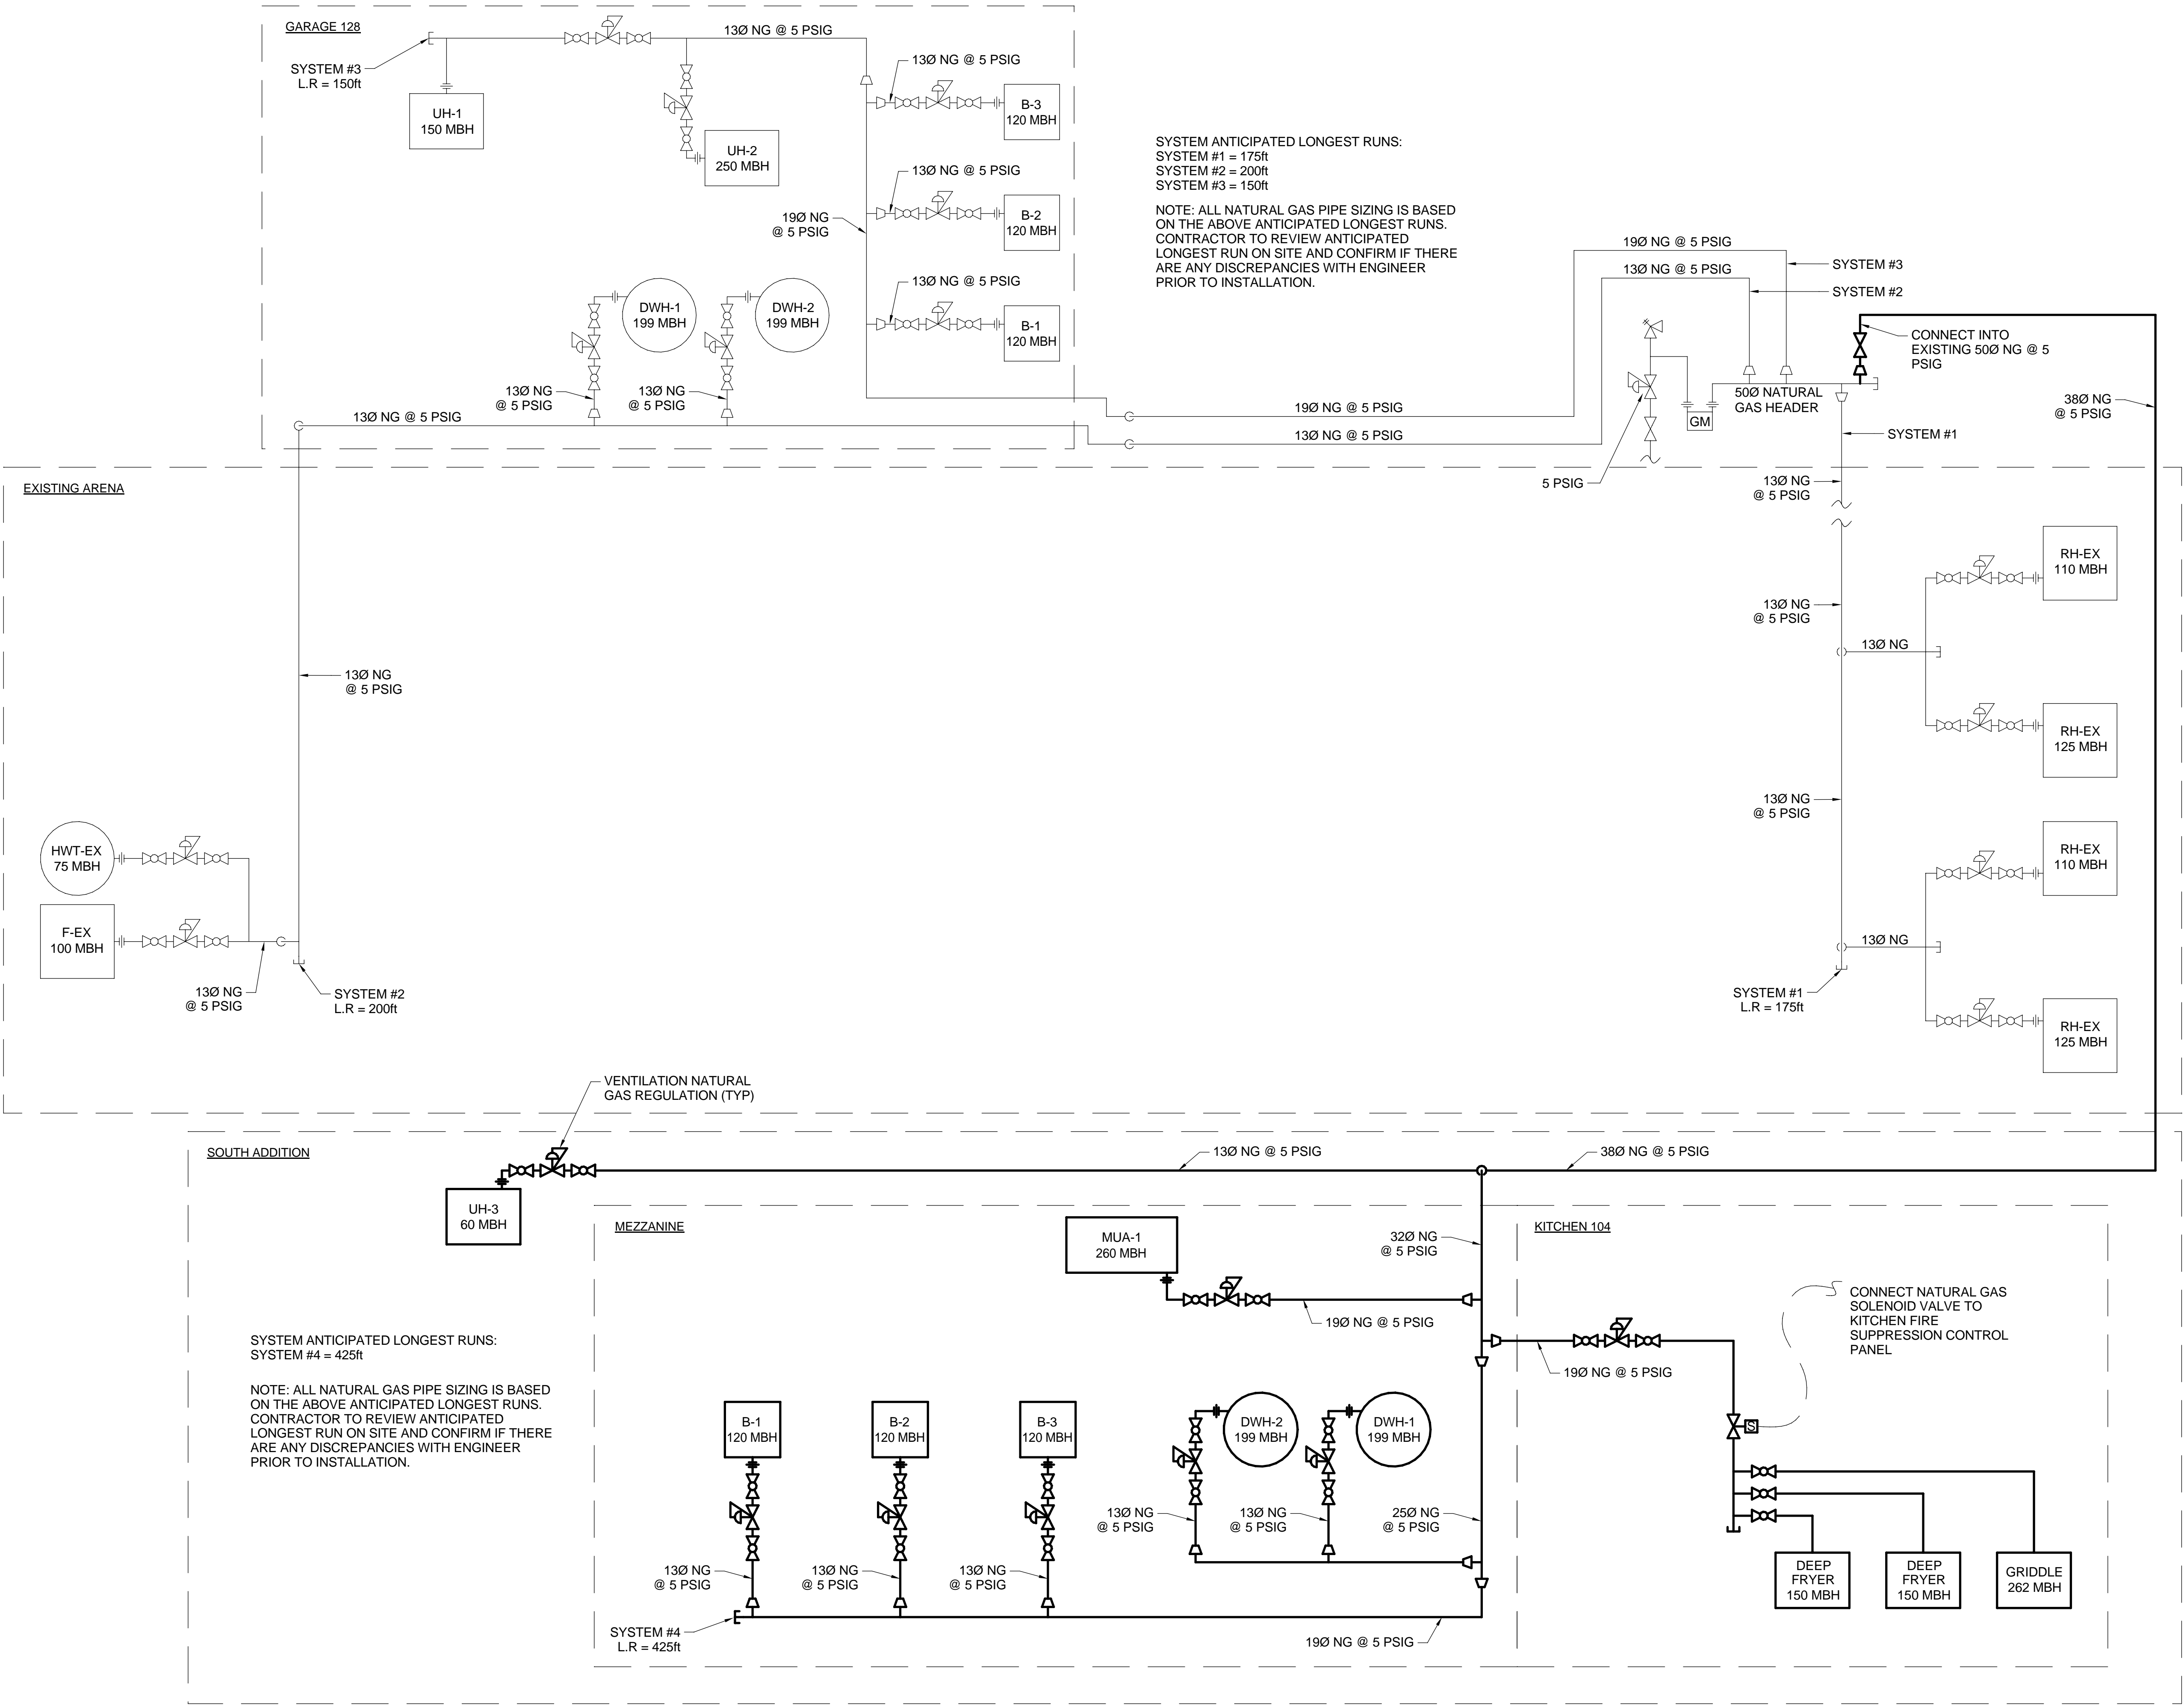 GARAGE 128
SYSTEM #3
L.R = 150ft
UH-1
150 MBH
13Ø NG @ 5 PSIG
UH-2
250 MBH
13Ø NG @ 5 PSIG
B-3
120 MBH
13Ø NG @ 5 PSIG
B-2
120 MBH
19Ø NG
@ 5 PSIG
13Ø NG @ 5 PSIG
B-1
120 MBH
DWH-1
199 MBH
DWH-2
199 MBH
13Ø NG
@ 5 PSIG
13Ø NG
@ 5 PSIG
13Ø NG @ 5 PSIG
SYSTEM ANTICIPATED LONGEST RUNS:
SYSTEM #1 = 175ft
SYSTEM #2 = 200ft
SYSTEM #3 = 150ft
NOTE: ALL NATURAL GAS PIPE SIZING IS BASED
ON THE ABOVE ANTICIPATED LONGEST RUNS.
CONTRACTOR TO REVIEW ANTICIPATED
LONGEST RUN ON SITE AND CONFIRM IF THERE
ARE ANY DISCREPANCIES WITH ENGINEER
PRIOR TO INSTALLATION.
19Ø NG @ 5 PSIG
13Ø NG @ 5 PSIG
SYSTEM #3
SYSTEM #2
CONNECT INTO
EXISTING 50Ø NG @ 5
PSIG
50Ø NATURAL
GAS HEADER
GM
19Ø NG @ 5 PSIG
13Ø NG @ 5 PSIG
38Ø NG
@ 5 PSIG
SYSTEM #1
5 PSIG
EXISTING ARENA
13Ø NG
@ 5 PSIG
RH-EX
110 MBH
13Ø NG
@ 5 PSIG
13Ø NG
RH-EX
125 MBH
13Ø NG
@ 5 PSIG
13Ø NG
@ 5 PSIG
RH-EX
110 MBH
13Ø NG
SYSTEM #1
L.R = 175ft
RH-EX
125 MBH
HWT-EX
75 MBH
F-EX
100 MBH
13Ø NG
@ 5 PSIG
SYSTEM #2
L.R = 200ft
VENTILATION NATURAL
GAS REGULATION (TYP)
SOUTH ADDITION
13Ø NG @ 5 PSIG
38Ø NG @ 5 PSIG
UH-3
60 MBH
MEZZANINE
MUA-1
260 MBH
32Ø NG
@ 5 PSIG
19Ø NG @ 5 PSIG
KITCHEN 104
CONNECT NATURAL GAS
SOLENOID VALVE TO
KITCHEN FIRE
SUPPRESSION CONTROL
PANEL
19Ø NG @ 5 PSIG
S
SYSTEM ANTICIPATED LONGEST RUNS:
SYSTEM #4 = 425ft
NOTE: ALL NATURAL GAS PIPE SIZING IS BASED
ON THE ABOVE ANTICIPATED LONGEST RUNS.
CONTRACTOR TO REVIEW ANTICIPATED
LONGEST RUN ON SITE AND CONFIRM IF THERE
ARE ANY DISCREPANCIES WITH ENGINEER
PRIOR TO INSTALLATION.
B-1
120 MBH
B-2
120 MBH
B-3
120 MBH
DWH-2
199 MBH
DWH-1
199 MBH
13Ø NG
@ 5 PSIG
13Ø NG
@ 5 PSIG
25Ø NG
@ 5 PSIG
13Ø NG
@ 5 PSIG
13Ø NG
@ 5 PSIG
13Ø NG
@ 5 PSIG
SYSTEM #4
L.R = 425ft
19Ø NG @ 5 PSIG
DEEP
FRYER
150 MBH
DEEP
FRYER
150 MBH
GRIDDLE
262 MBH